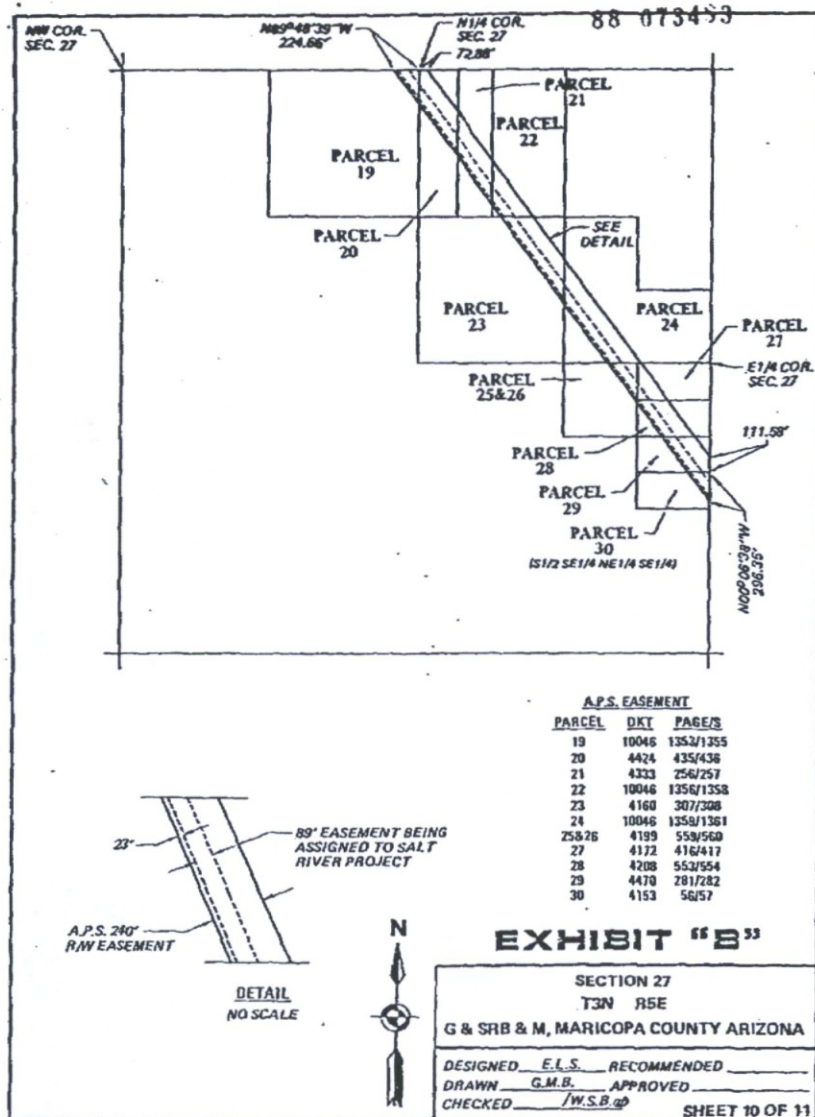 88 073453
NW COR.
SEC. 27
N89°48'39"W
224.66'
N1/4 COR.
SEC. 27
72.88'
PARCEL
21
PARCEL
22
PARCEL
19
PARCEL
20
SEE
DETAIL
PARCEL
23
PARCEL
24
PARCEL
27
E1/4 COR.
SEC. 27
PARCEL
25&26
111.58'
PARCEL
28
PARCEL
29
PARCEL
30
(S1/2 SE1/4 NE1/4 SE1/4)
N00°06'38"W
296.35'
A.P.S. EASEMENT
PARCEL DKT PAGE/S
19 10046 1353/1355
20 4424 435/436
21 4333 256/257
22 10046 1356/1358
23 4160 307/308
24 10046 1359/1361
25&26 4199 559/560
27 4172 416/417
28 4208 553/554
29 4470 281/282
30 4153 56/57
23'
89' EASEMENT BEING
ASSIGNED TO SALT
RIVER PROJECT
A.P.S. 240'
R/W EASEMENT
DETAIL
NO SCALE
N
EXHIBIT "B"
SECTION 27
T3N R5E
G & SRB & M, MARICOPA COUNTY ARIZONA
DESIGNED E.L.S. RECOMMENDED
DRAWN G.M.B. APPROVED
CHECKED /W.S.B.
SHEET 10 OF 11